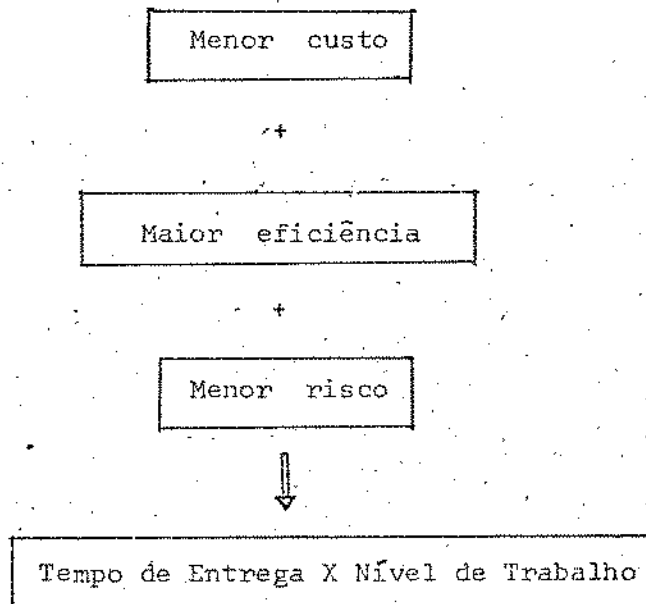 Menor custo
+
Maior eficiência
+
Menor risco
Tempo de Entrega X Nível de Trabalho